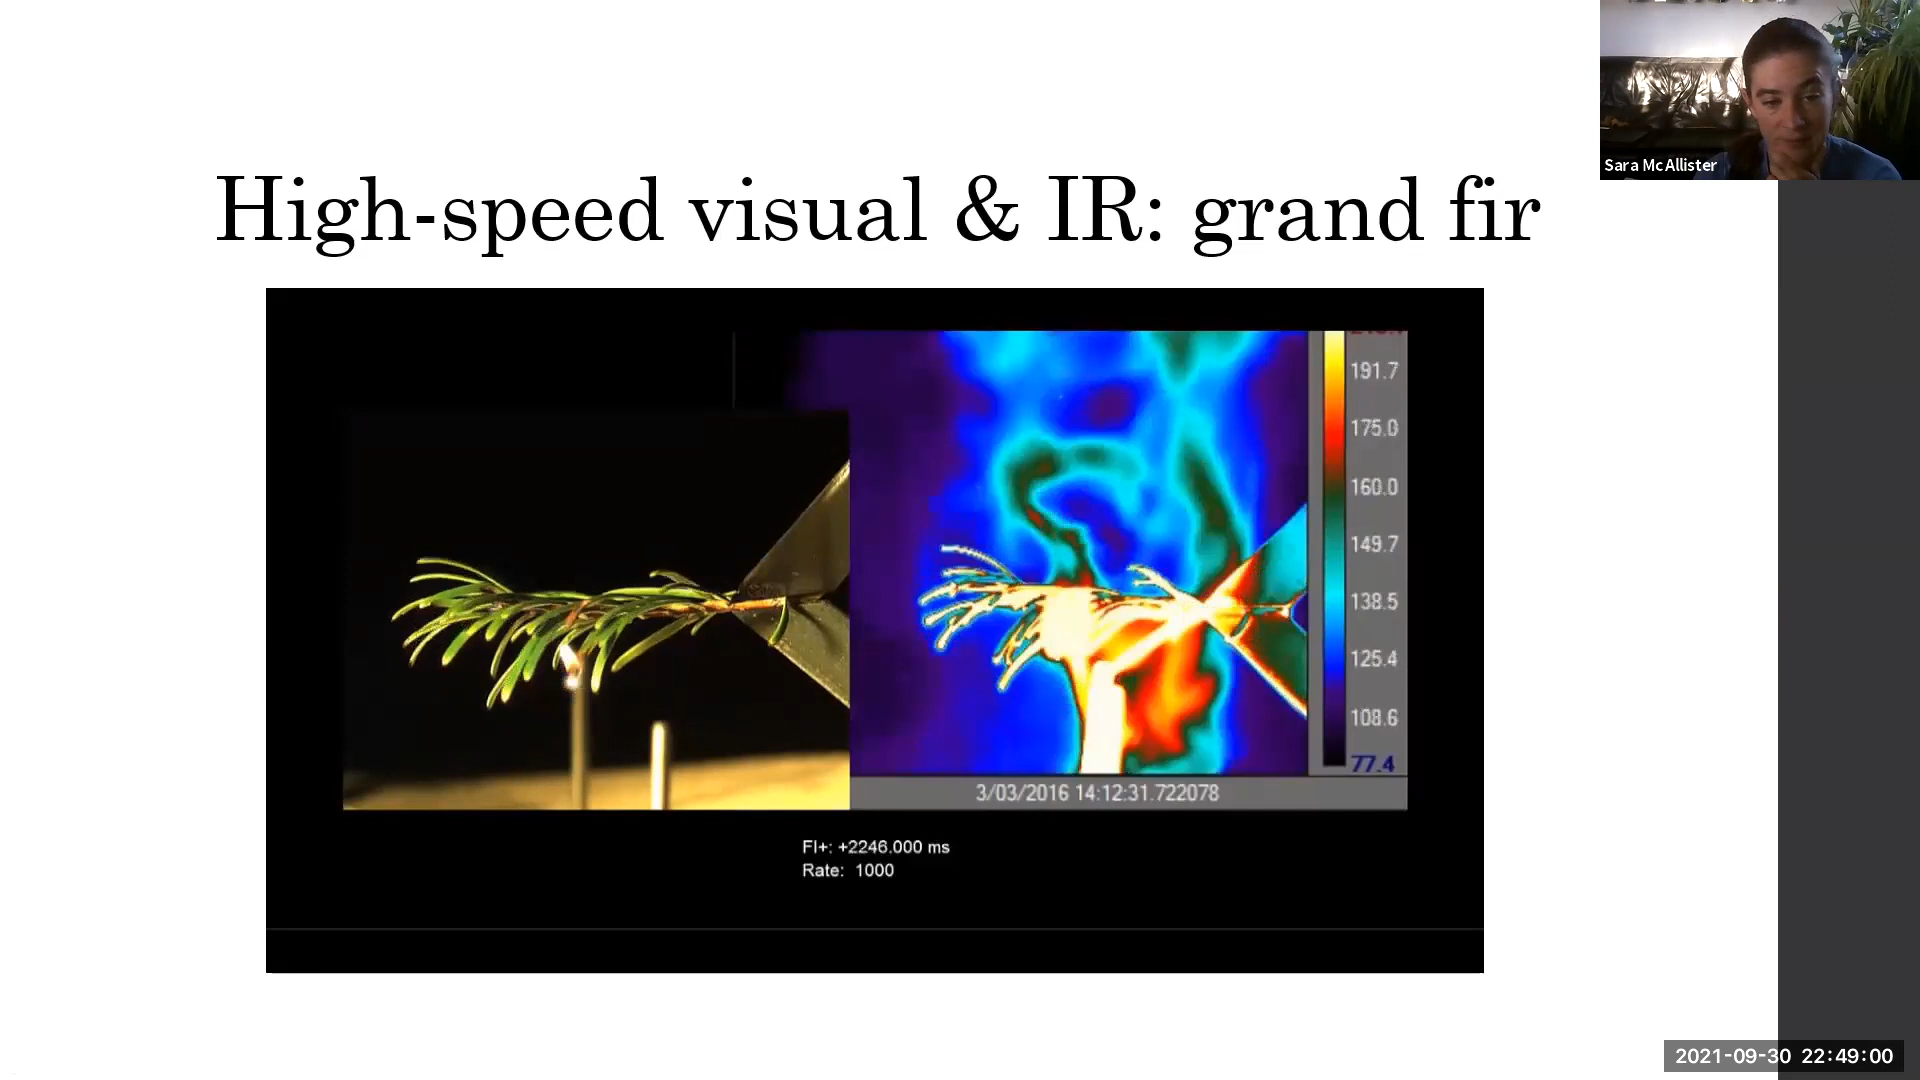 Sara McAllister
High-speed visual & IR: grand fir
191.7
175.0
160.0
149.7
138.5
125.4
108.6
77.4
3/03/2016 14:12:31.722078
FI+: +2246.000 ms
Rate: 1000
2021-09-30 22:49:00